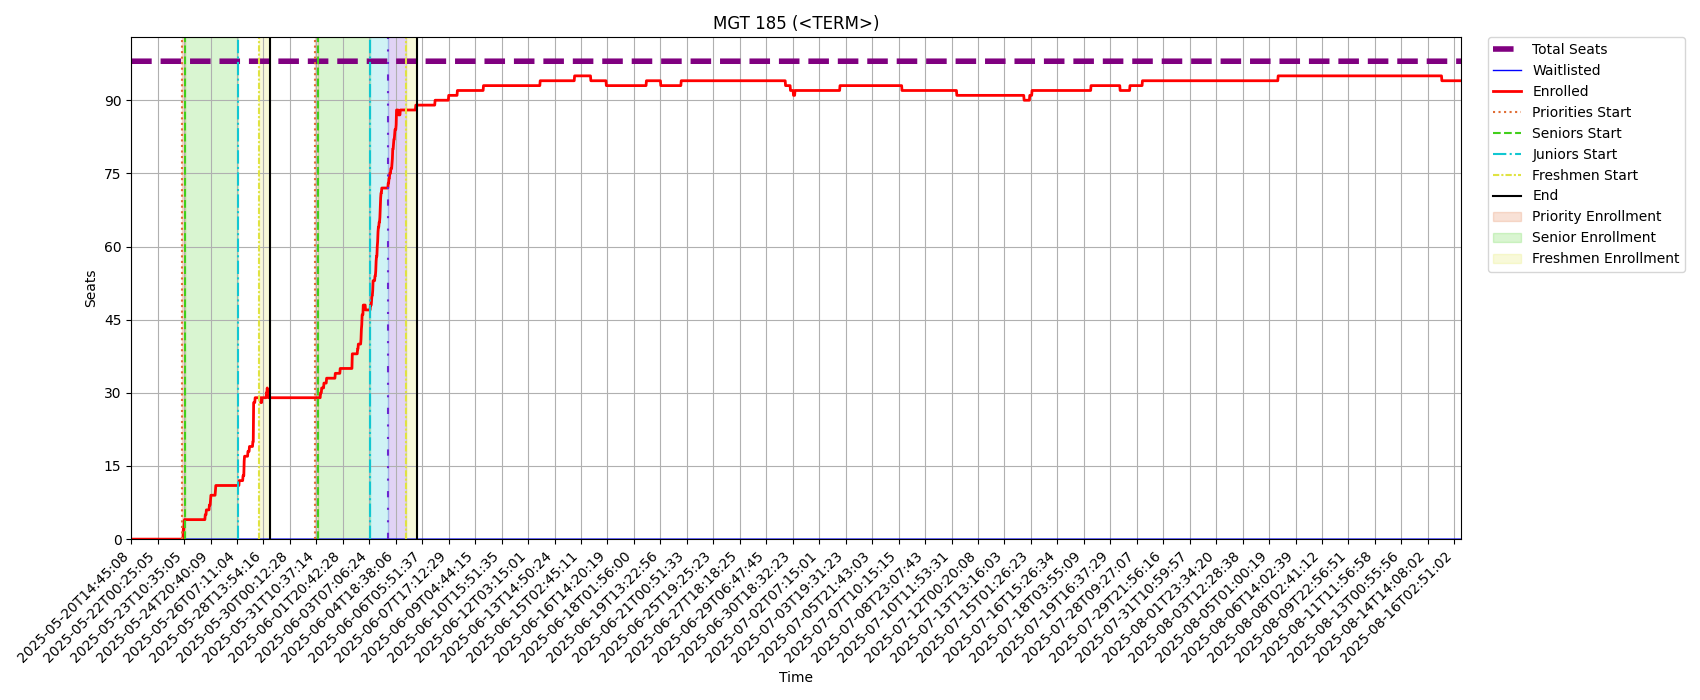 MGT 185 (<TERM>)
Total Seats
Waitlisted
Enrolled
Priorities Start
Seniors Start
Juniors Start
Freshmen Start
End
Priority Enrollment
Senior Enrollment
Freshmen Enrollment
Seats
90
75
60
45
30
15
0
2025-05-20T14:45:08
2025-05-22T00:25:05
2025-05-23T10:35:05
2025-05-24T20:40:09
2025-05-26T07:11:04
2025-05-28T13:54:16
2025-05-30T00:12:28
2025-05-31T10:37:14
2025-06-01T20:42:28
2025-06-03T07:06:24
2025-06-04T18:38:06
2025-06-06T05:51:37
2025-06-07T17:12:29
2025-06-09T04:44:15
2025-06-10T15:51:35
2025-06-12T03:15:01
2025-06-13T14:50:24
2025-06-15T02:45:11
2025-06-16T14:20:19
2025-06-18T01:56:00
2025-06-19T13:22:56
2025-06-21T00:51:33
2025-06-25T19:25:23
2025-06-27T18:18:25
2025-06-29T06:47:45
2025-06-30T18:32:23
2025-07-02T07:15:01
2025-07-03T19:31:23
2025-07-05T21:43:03
2025-07-07T10:15:15
2025-07-08T23:07:43
2025-07-10T11:53:31
2025-07-12T00:20:08
2025-07-13T13:16:03
2025-07-15T01:26:23
2025-07-16T15:26:34
2025-07-18T03:55:09
2025-07-19T16:37:29
2025-07-28T09:27:07
2025-07-29T21:56:16
2025-07-31T10:59:57
2025-08-01T23:34:20
2025-08-03T12:28:38
2025-08-05T01:00:19
2025-08-06T14:02:39
2025-08-08T02:41:12
2025-08-09T22:56:51
2025-08-11T11:56:58
2025-08-13T00:55:56
2025-08-14T14:08:02
2025-08-16T02:51:02
Time